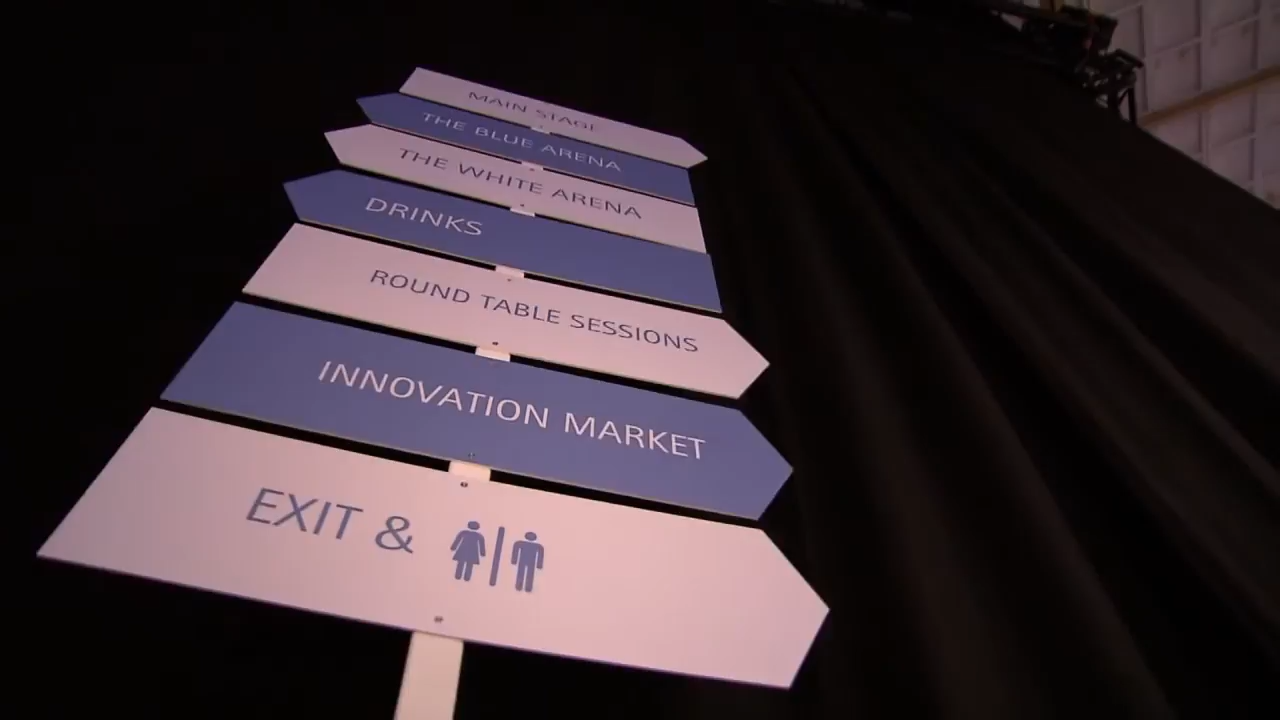 MAIN STAGE
THE BLUE ARENA
THE WHITE ARENA
DRINKS
ROUND TABLE SESSIONS
INNOVATION MARKET
EXIT &